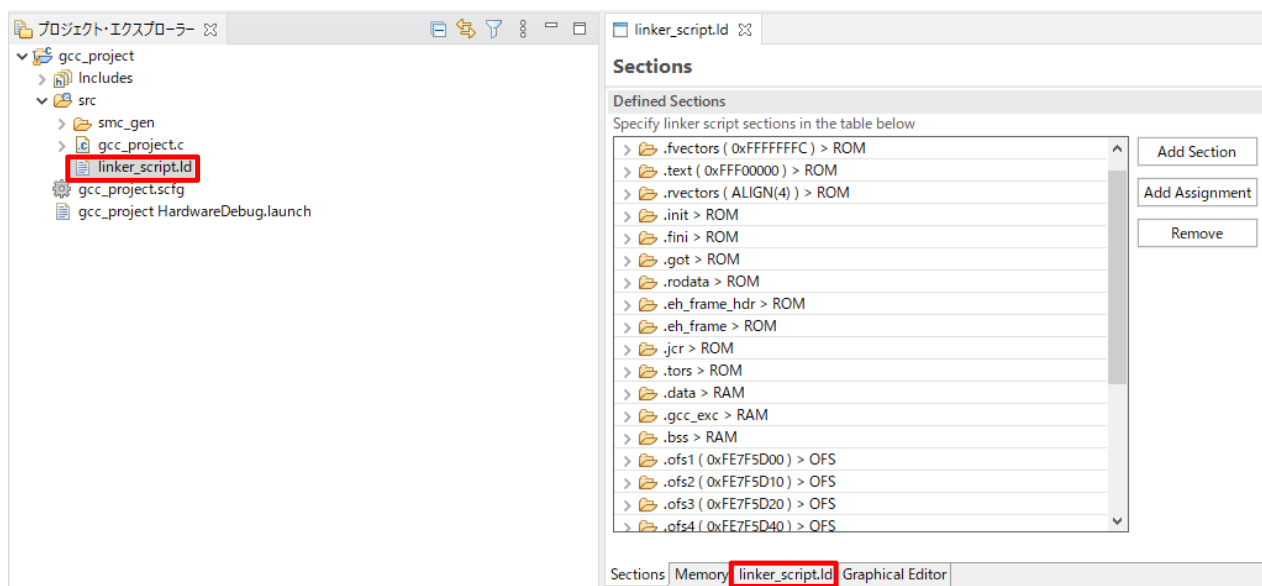 プロジェクト・エクスプローラー
gcc_project
Includes
src
smc_gen
gcc_project.c
linker_script.ld
gcc_project.scfg
gcc_project HardwareDebug.launch
linker_script.ld
Sections
Defined Sections
Specify linker script sections in the table below
.fvectors ( 0xFFFFFFFC ) > ROM
.text ( 0xFFF00000 ) > ROM
.rvectors ( ALIGN(4) ) > ROM
.init > ROM
.fini > ROM
.got > ROM
.rodata > ROM
.eh_frame_hdr > ROM
.eh_frame > ROM
.jcr > ROM
.tors > ROM
.data > RAM
.gcc_exc > RAM
.bss > RAM
.ofs1 ( 0xFE7F5D00 ) > OFS
.ofs2 ( 0xFE7F5D10 ) > OFS
.ofs3 ( 0xFE7F5D20 ) > OFS
.ofs4 ( 0xFE7F5D40 ) > OFS
Add Section
Add Assignment
Remove
Sections Memory linker_script.ld Graphical Editor